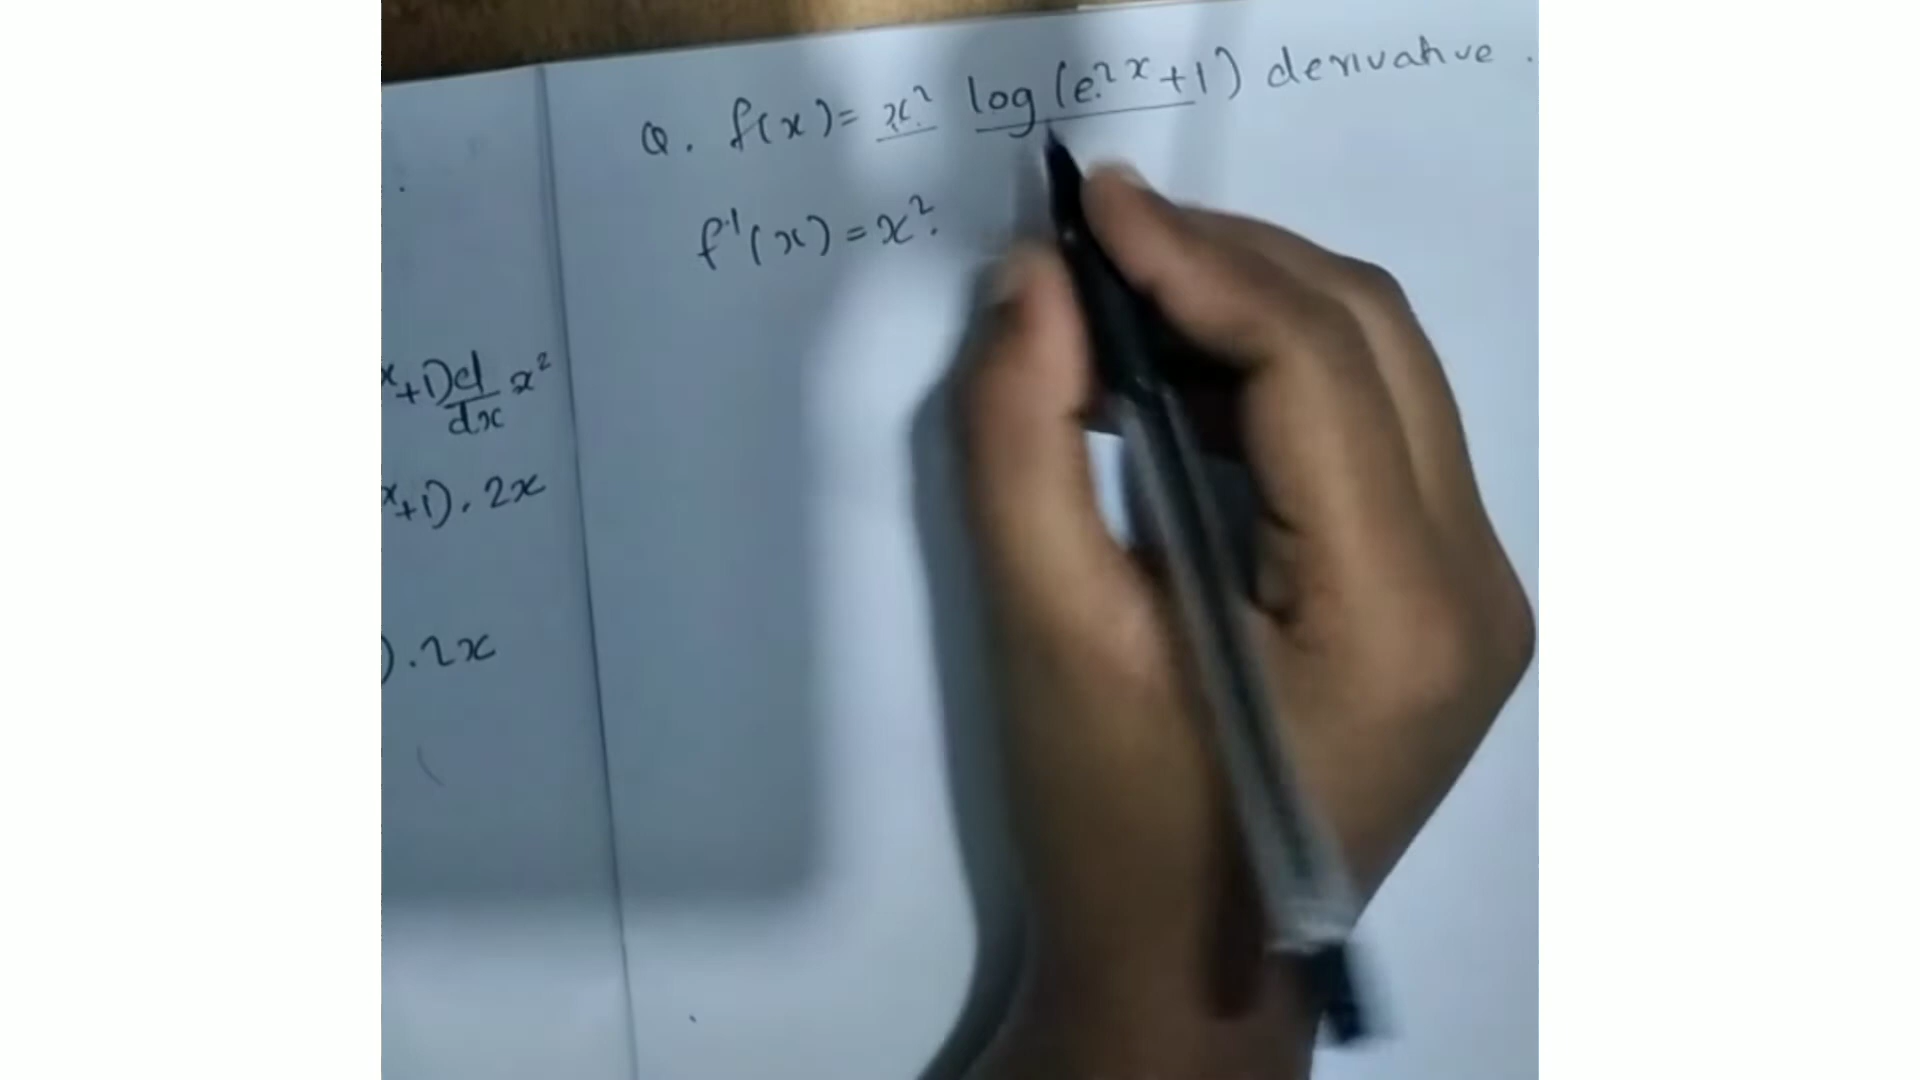 Q. f(x) = x² log(e²ˣ+1) derivative.
f'(x) = x².
x+1) d/dx x²
x+1). 2x
). 2x